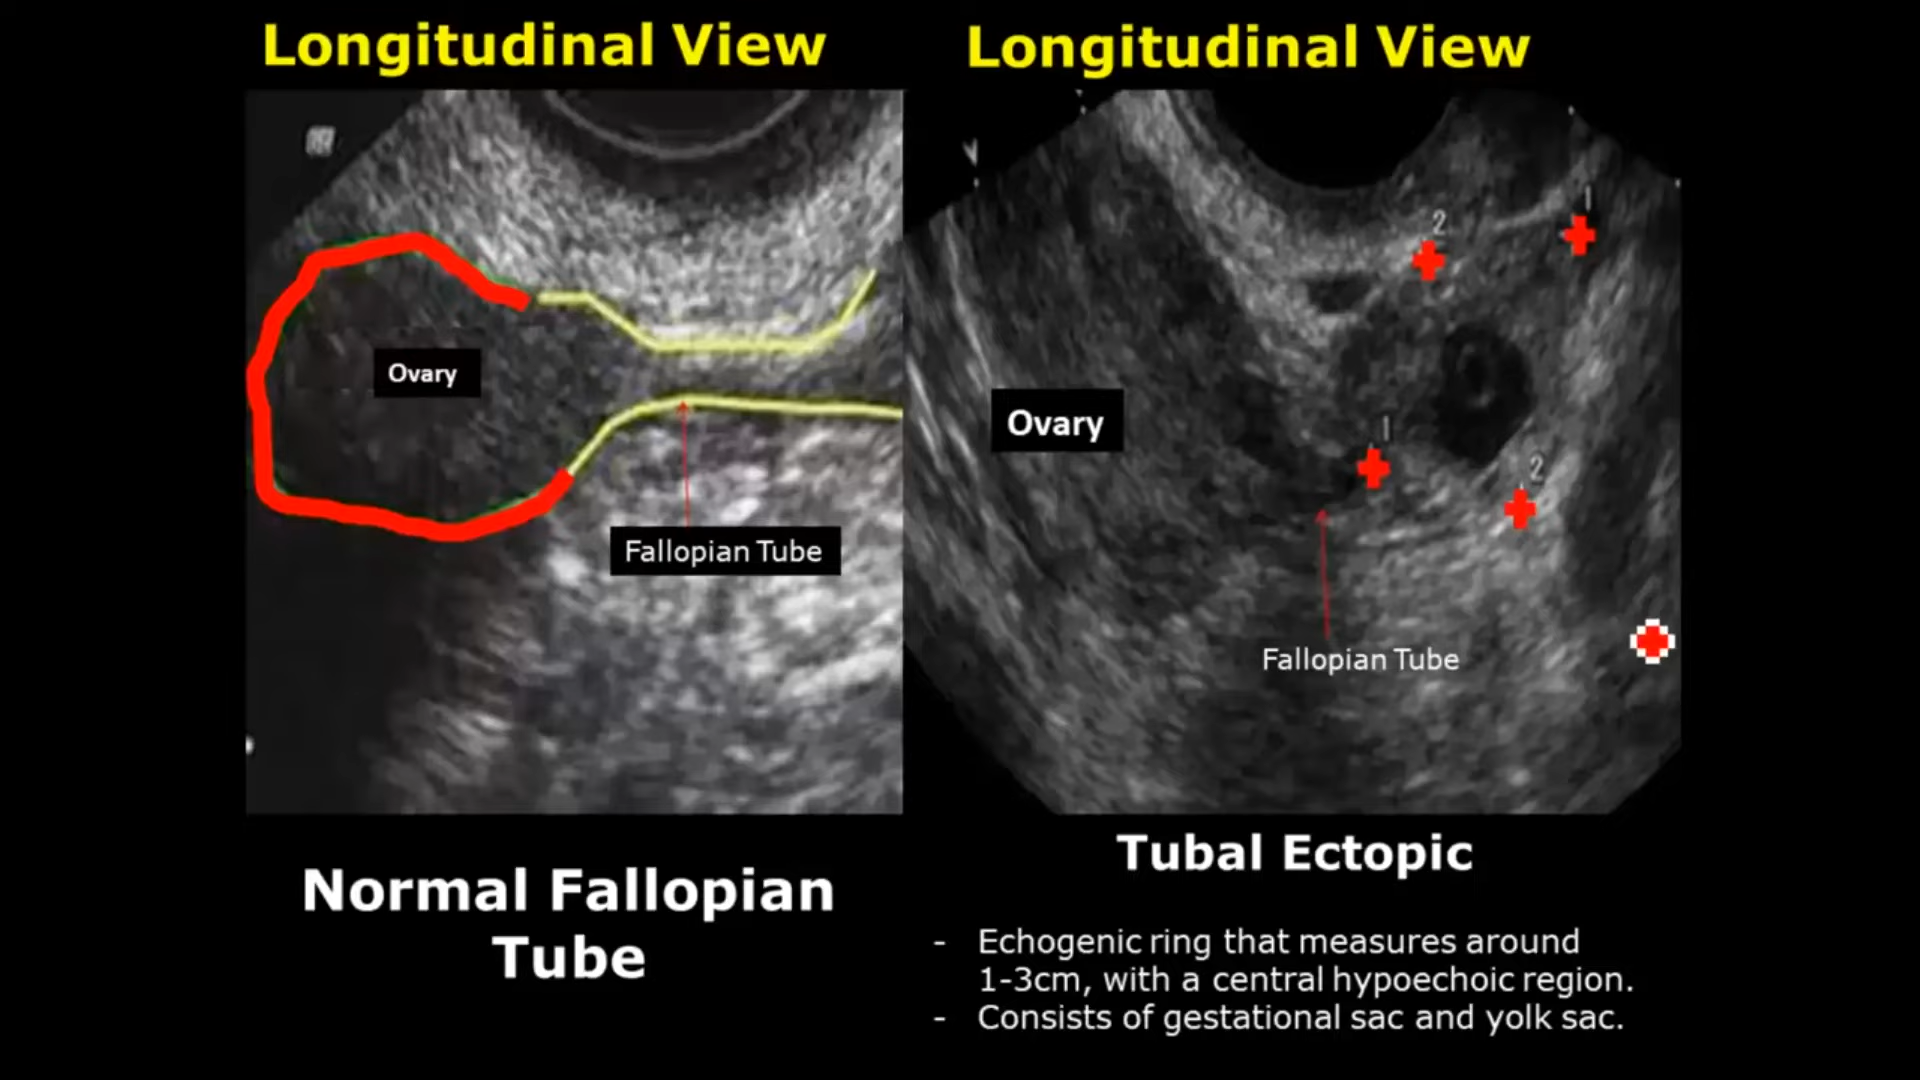 Longitudinal View
Ovary
Fallopian Tube
Normal Fallopian
Tube
Longitudinal View
2
1
Ovary
1
2
Fallopian Tube
Tubal Ectopic
- Echogenic ring that measures around
1-3cm, with a central hypoechoic region.
- Consists of gestational sac and yolk sac.